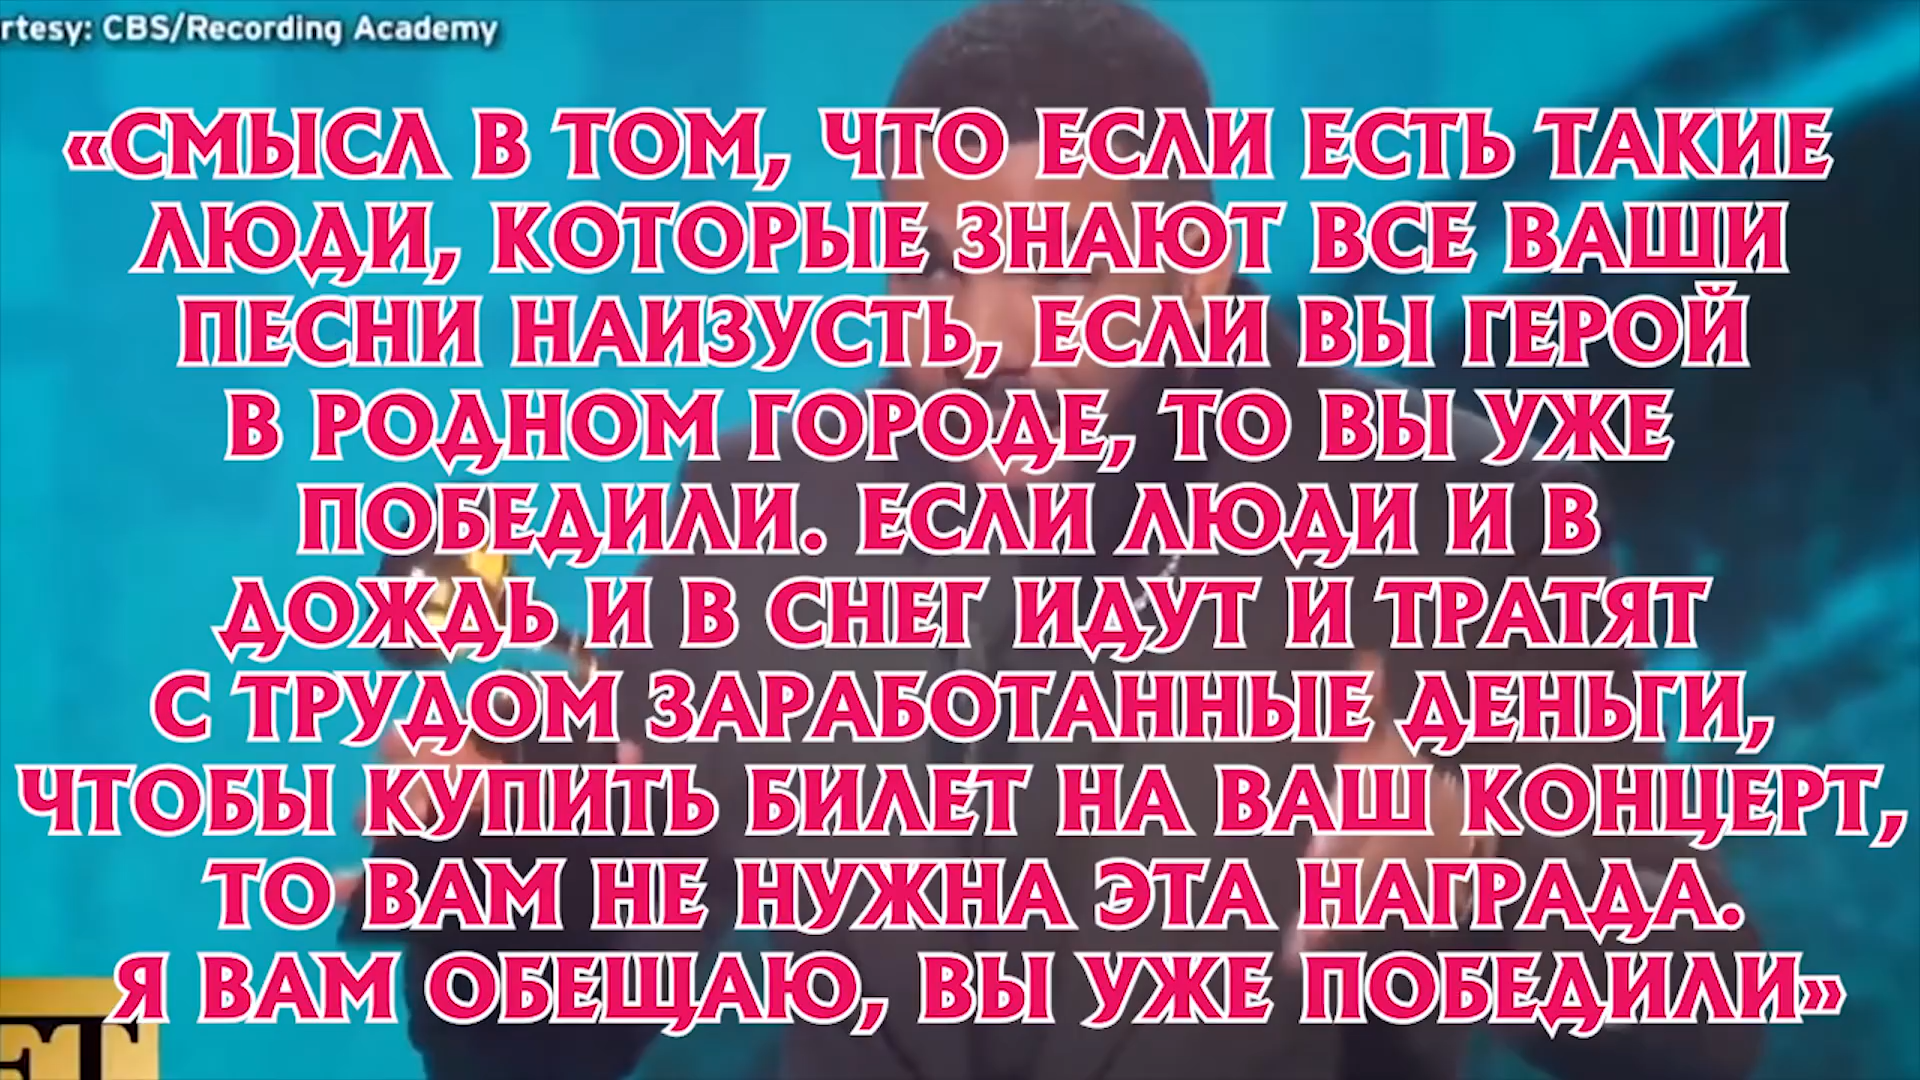 rtesy: CBS/Recording Academy
«СМЫСЛ В ТОМ, ЧТО ЕСЛИ ЕСТЬ ТАКИЕ
ЛЮДИ, КОТОРЫЕ ЗНАЮТ ВСЕ ВАШИ
ПЕСНИ НАИЗУСТЬ, ЕСЛИ ВЫ ГЕРОЙ
В РОДНОМ ГОРОДЕ, ТО ВЫ УЖЕ
ПОБЕДИЛИ. ЕСЛИ ЛЮДИ И В
ДОЖДЬ И В СНЕГ ИДУТ И ТРАТЯТ
С ТРУДОМ ЗАРАБОТАННЫЕ ДЕНЬГИ,
ЧТОБЫ КУПИТЬ БИЛЕТ НА ВАШ КОНЦЕРТ,
ТО ВАМ НЕ НУЖНА ЭТА НАГРАДА.
Я ВАМ ОБЕЩАЮ, ВЫ УЖЕ ПОБЕДИЛИ»
ET